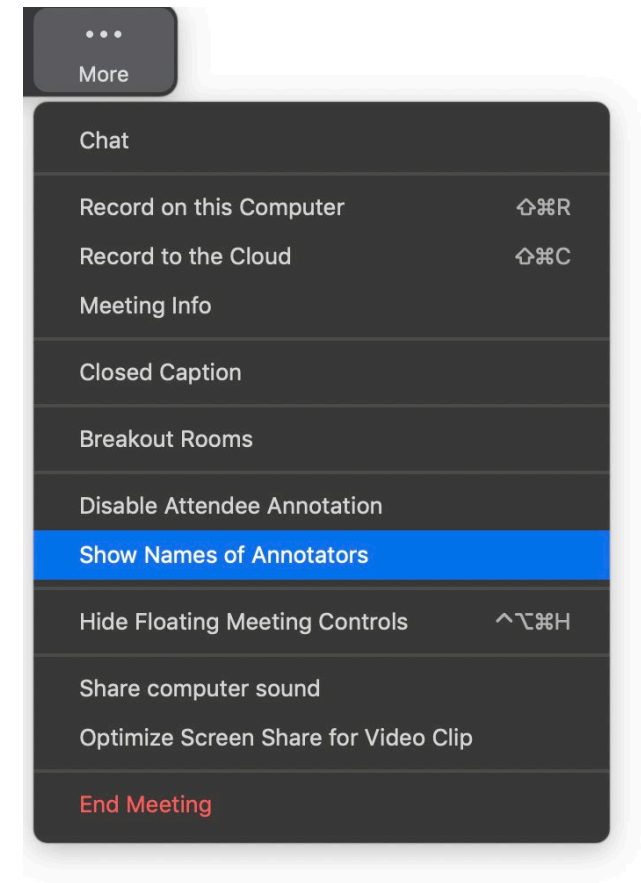 •••
More
Chat
Record on this Computer ⇧⌘R
Record to the Cloud ⇧⌘C
Meeting Info
Closed Caption
Breakout Rooms
Disable Attendee Annotation
Show Names of Annotators
Hide Floating Meeting Controls ^⌥⌘H
Share computer sound
Optimize Screen Share for Video Clip
End Meeting